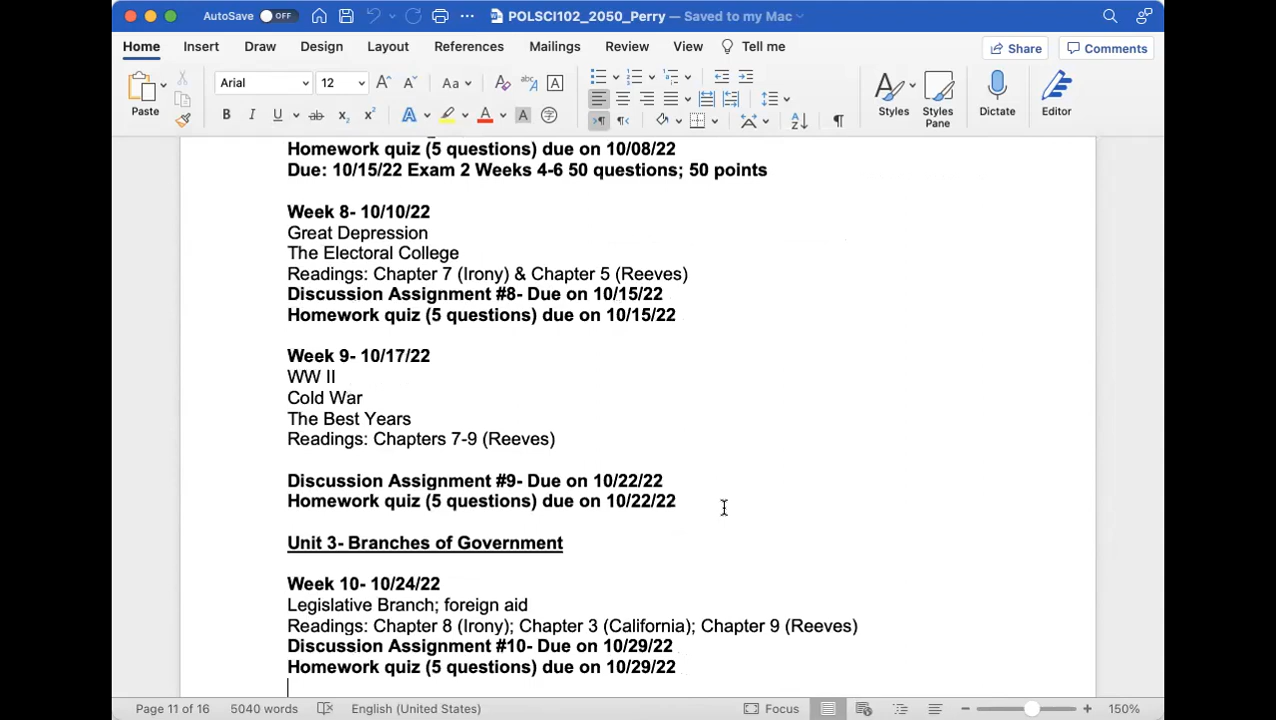 AutoSave OFF POLSCI102_2050_Perry — Saved to my Mac
Home Insert Draw Design Layout References Mailings Review View Tell me Share Comments
Paste Arial 12 Aa Styles Styles Pane Dictate Editor
Homework quiz (5 questions) due on 10/08/22
Due: 10/15/22 Exam 2 Weeks 4-6 50 questions; 50 points
Week 8- 10/10/22
Great Depression
The Electoral College
Readings: Chapter 7 (Irony) & Chapter 5 (Reeves)
Discussion Assignment #8- Due on 10/15/22
Homework quiz (5 questions) due on 10/15/22
Week 9- 10/17/22
WW II
Cold War
The Best Years
Readings: Chapters 7-9 (Reeves)
Discussion Assignment #9- Due on 10/22/22
Homework quiz (5 questions) due on 10/22/22
Unit 3- Branches of Government
Week 10- 10/24/22
Legislative Branch; foreign aid
Readings: Chapter 8 (Irony); Chapter 3 (California); Chapter 9 (Reeves)
Discussion Assignment #10- Due on 10/29/22
Homework quiz (5 questions) due on 10/29/22
Page 11 of 16 5040 words English (United States) Focus 150%